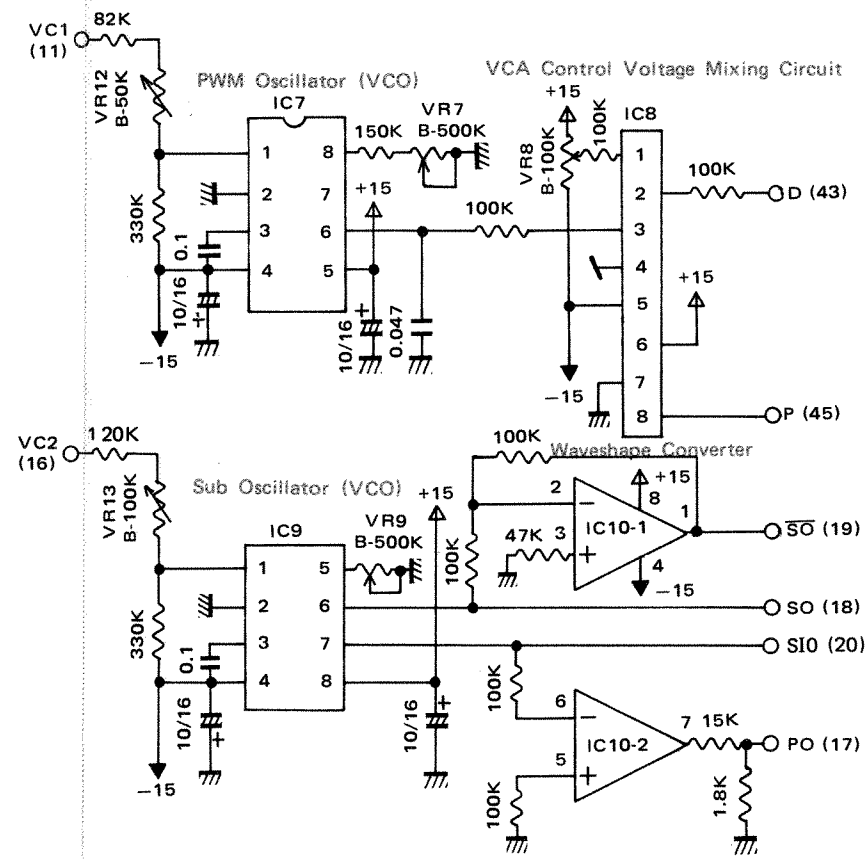 82K
VC1
(11)
VR12
B-50K
330K
0.1
10/16
+
−15
PWM Oscillator (VCO)
IC7
1
2
3
4
8
7
6
5
150K
VR7
B-500K
+15
100K
10/16
+
0.047
VCA Control Voltage Mixing Circuit
+15
VR8
B-100K
100K
−15
IC8
1
2
3
4
5
6
7
8
100K
D (43)
+15
P (45)
VC2
(16)
120K
VR13
B-100K
330K
0.1
10/16
+
−15
Sub Oscillator (VCO)
IC9
1
2
3
4
5
6
7
8
VR9
B-500K
+15
10/16
+
Waveshape Converter
100K
100K
47K
2
3
−
+
IC10-1
+15
8
1
4
−15
S̅O̅ (19)
SO (18)
SI0 (20)
100K
100K
6
5
−
+
IC10-2
7
15K
1.8K
PO (17)